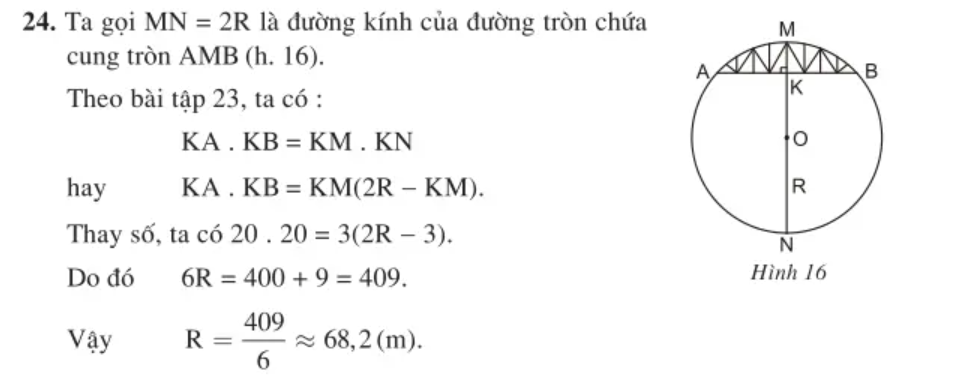 24. Ta gọi MN = 2R là đường kính của đường tròn chứa
cung tròn AMB (h. 16).
Theo bài tập 23, ta có :
KA . KB = KM . KN
hay KA . KB = KM(2R − KM).
Thay số, ta có 20 . 20 = 3(2R − 3).
Do đó 6R = 400 + 9 = 409.
Vậy R = 409/6 ≈ 68,2 (m).
M
A
B
K
O
R
N
Hình 16